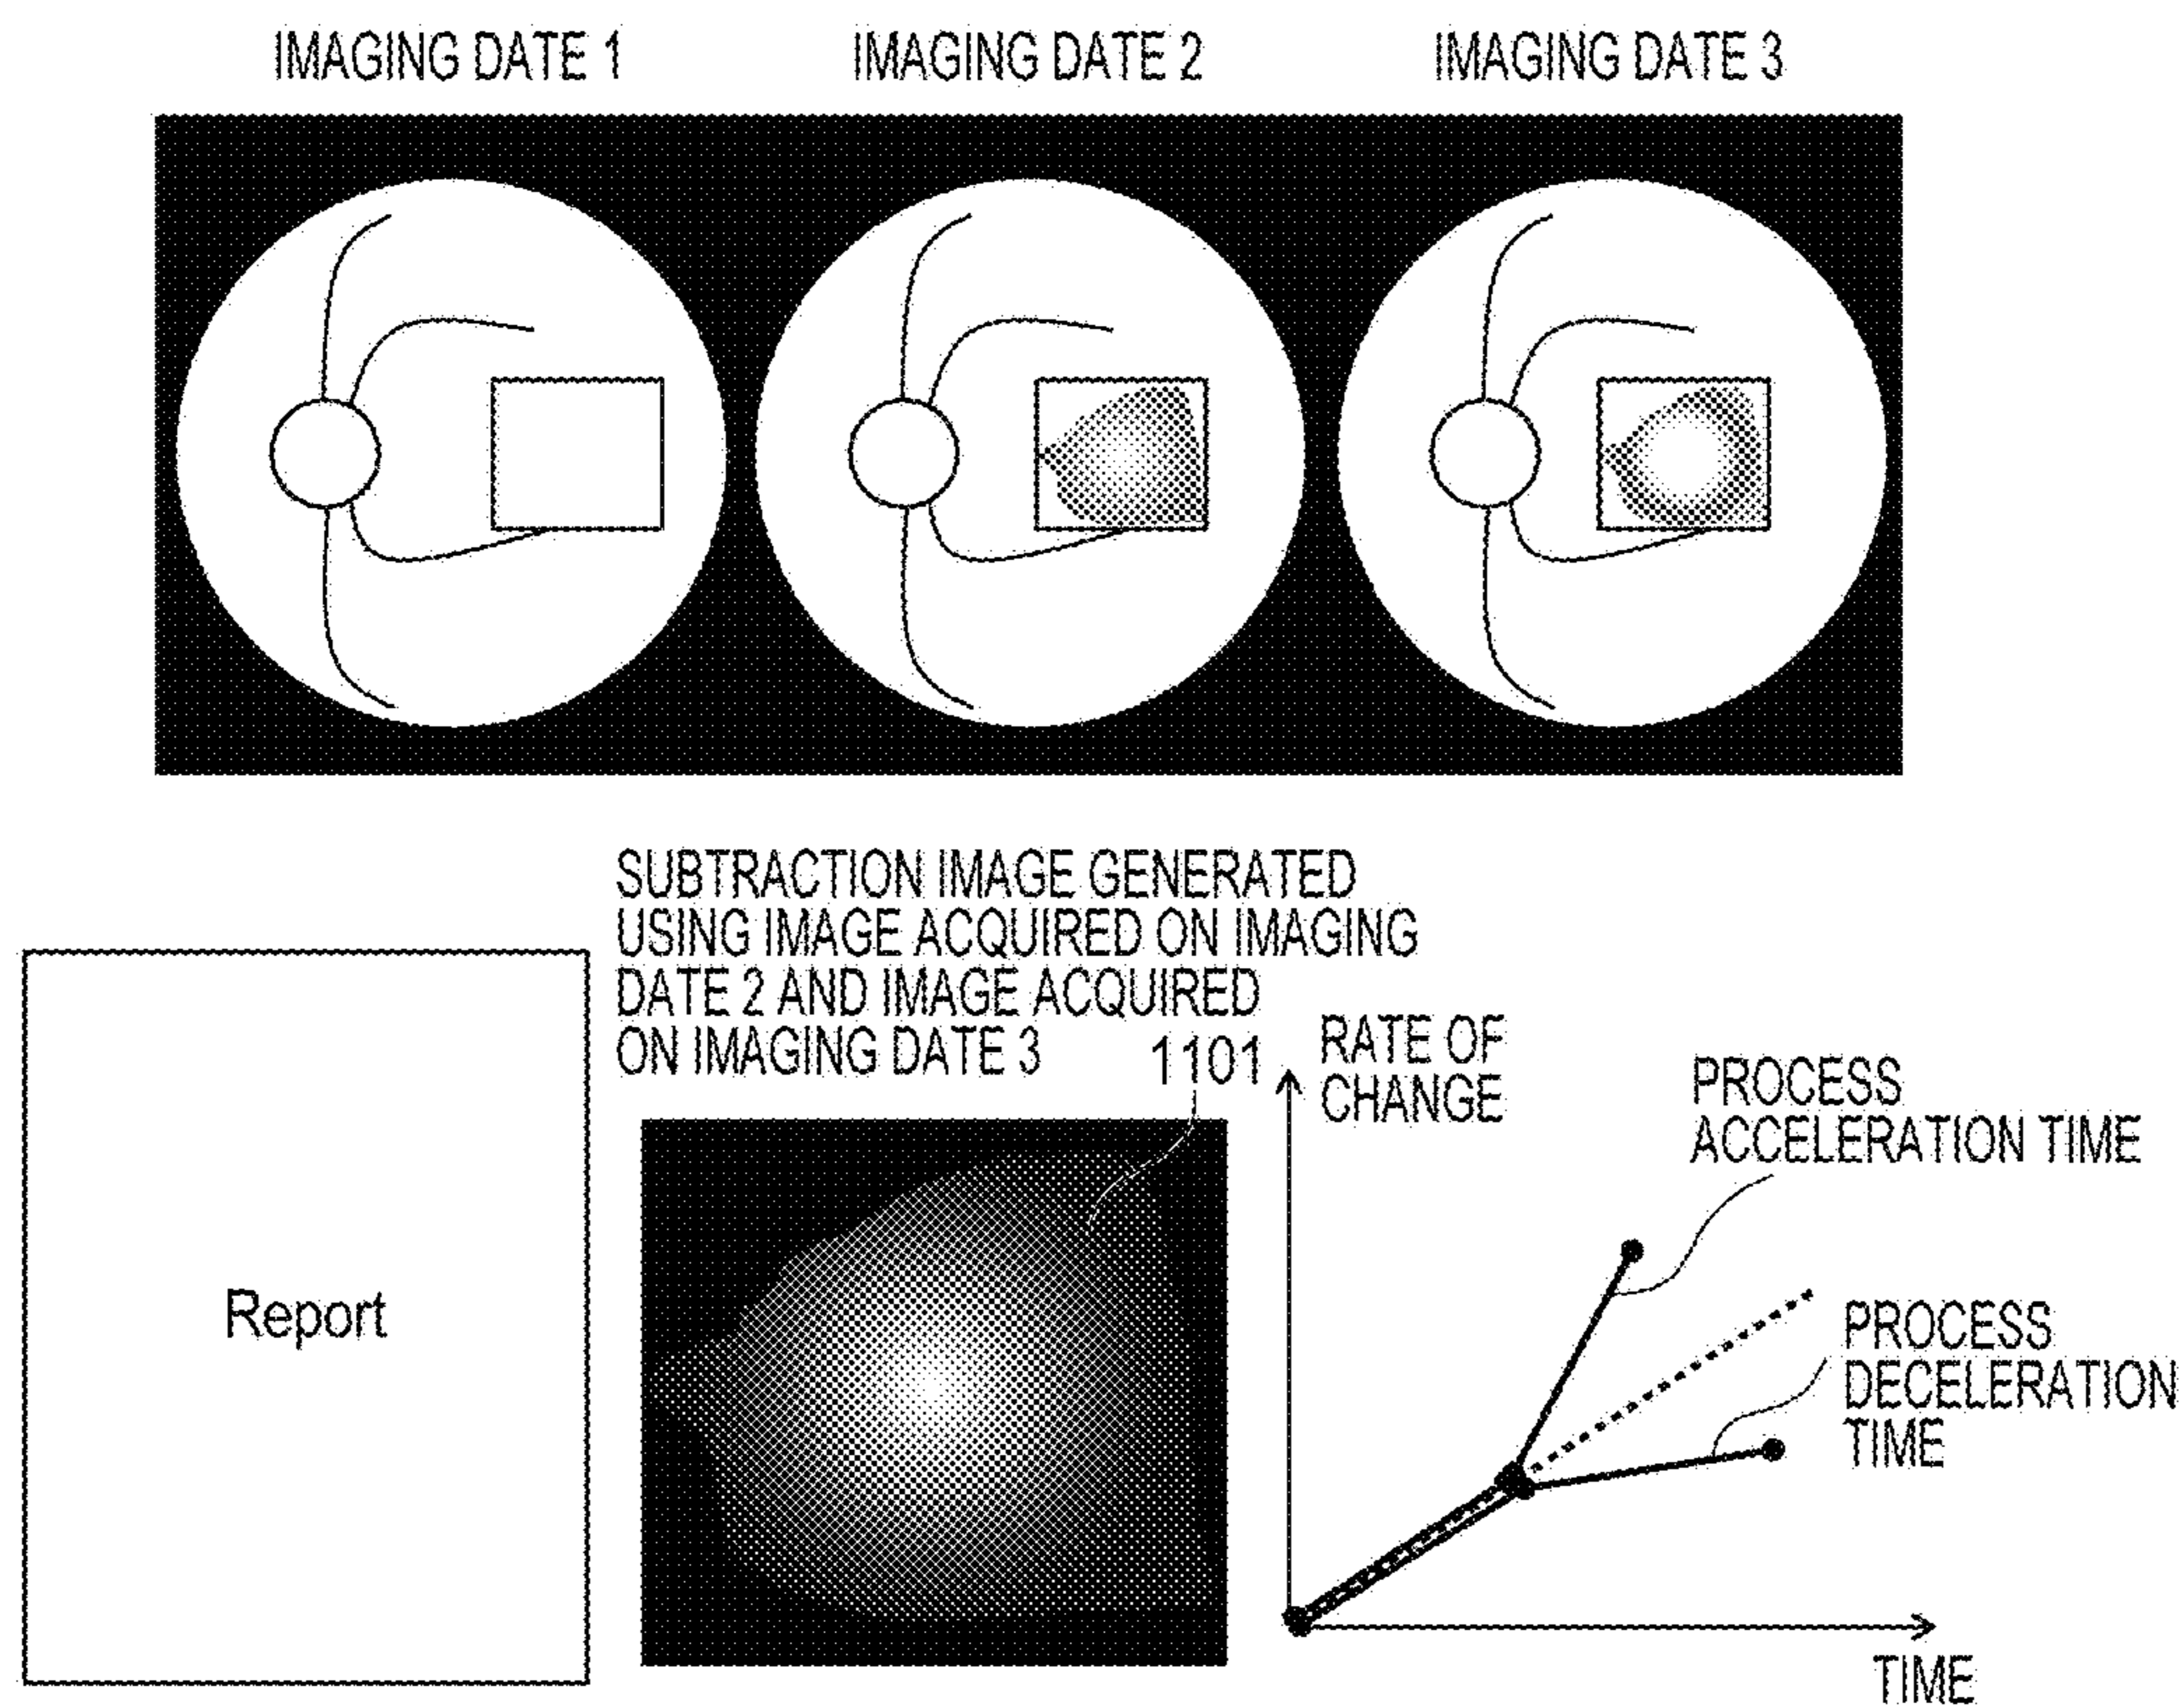 IMAGING DATE 1
IMAGING DATE 2
IMAGING DATE 3
SUBTRACTION IMAGE GENERATED
USING IMAGE ACQUIRED ON IMAGING
DATE 2 AND IMAGE ACQUIRED
ON IMAGING DATE 3
1101
Report
RATE OF
CHANGE
PROCESS
ACCELERATION TIME
PROCESS
DECELERATION
TIME
TIME